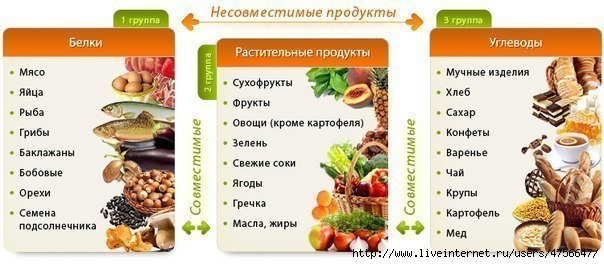 Несовместимые продукты
1 группа
Белки
Мясо
Яйца
Рыба
Грибы
Баклажаны
Бобовые
Орехи
Семена
подсолнечника
Совместимые
2 группа
Растительные продукты
Сухофрукты
Фрукты
Овощи (кроме картофеля)
Зелень
Свежие соки
Ягоды
Гречка
Масла, жиры
Совместимые
3 группа
Углеводы
Мучные изделия
Хлеб
Сахар
Конфеты
Варенье
Чай
Крупы
Картофель
Мед
http://www.liveinternet.ru/users/4756647/